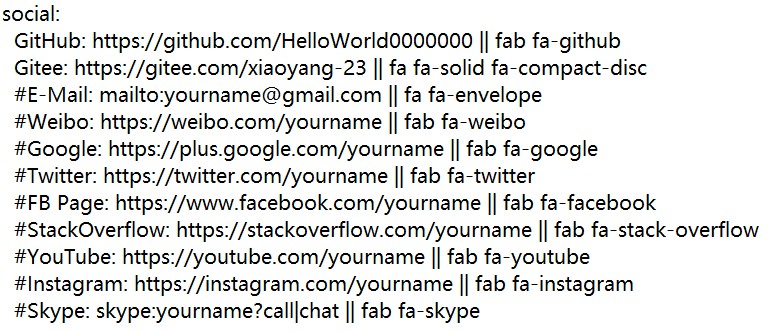 social:
GitHub: https://github.com/HelloWorld0000000 || fab fa-github
Gitee: https://gitee.com/xiaoyang-23 || fa fa-solid fa-compact-disc
#E-Mail: mailto:yourname@gmail.com || fa fa-envelope
#Weibo: https://weibo.com/yourname || fab fa-weibo
#Google: https://plus.google.com/yourname || fab fa-google
#Twitter: https://twitter.com/yourname || fab fa-twitter
#FB Page: https://www.facebook.com/yourname || fab fa-facebook
#StackOverflow: https://stackoverflow.com/yourname || fab fa-stack-overflow
#YouTube: https://youtube.com/yourname || fab fa-youtube
#Instagram: https://instagram.com/yourname || fab fa-instagram
#Skype: skype:yourname?call|chat || fab fa-skype